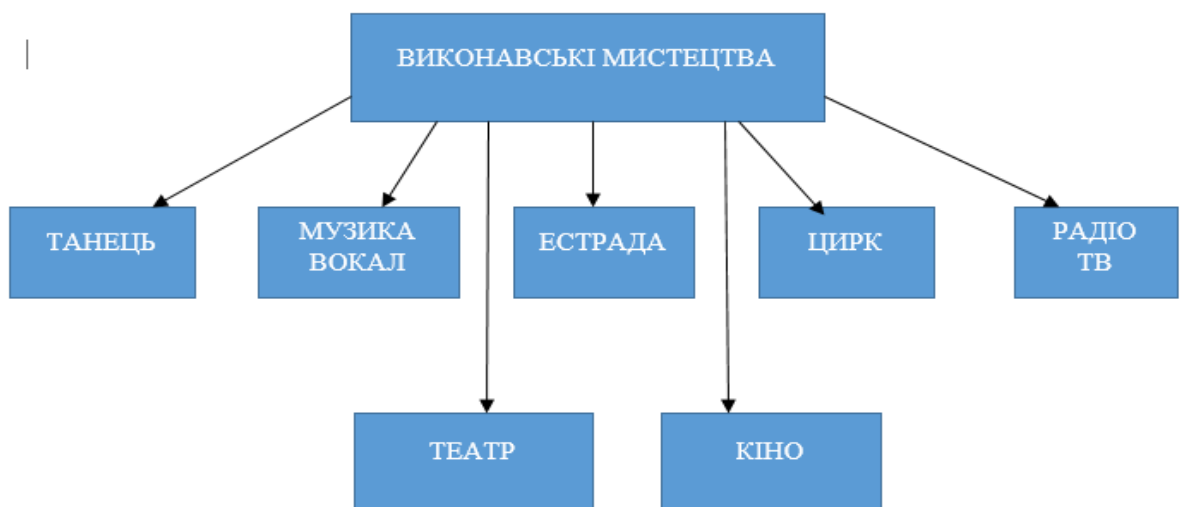 ВИКОНАВСЬКІ МИСТЕЦТВА
ТАНЕЦЬ
МУЗИКА
ВОКАЛ
ЕСТРАДА
ЦИРК
РАДІО
ТВ
ТЕАТР
КІНО